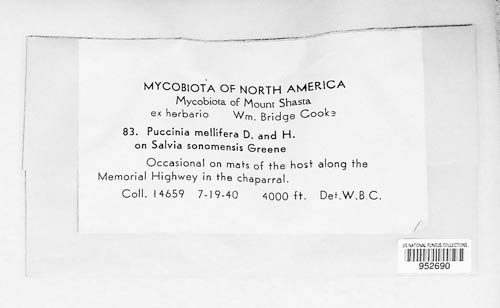 MYCOBIOTA OF NORTH AMERICA
Mycobiota of Mount Shasta
ex herbario Wm. Bridge Cooke
83. Puccinia mellifera D. and H.
on Salvia sonomensis Greene
Occasional on mats of the host along the
Memorial Highwey in the chaparral.
Coll. 14659 7-19-40 4000 ft. Det. W.B.C.
US NATIONAL FUNGUS COLLECTIONS
952690